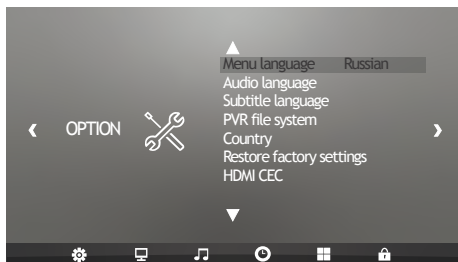 OPTION
Menu language Russian
Audio language
Subtitle language
PVR file system
Country
Restore factory settings
HDMI CEC